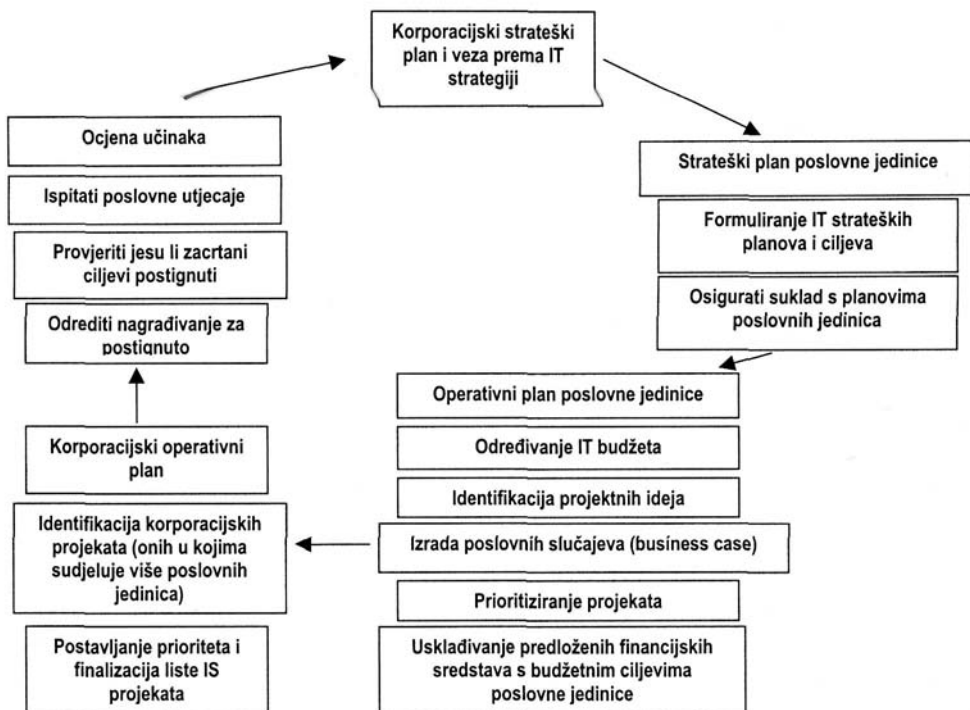 Korporacijski strateški
plan i veza prema IT
strategiji
Strateški plan poslovne jedinice
Formuliranje IT strateških
planova i ciljeva
Osigurati suklad s planovima
poslovnih jedinica
Operativni plan poslovne jedinice
Određivanje IT budžeta
Identifikacija projektnih ideja
Izrada poslovnih slučajeva (business case)
Prioritiziranje projekata
Usklađivanje predloženih financijskih
sredstava s budžetnim ciljevima
poslovne jedinice
Korporacijski operativni
plan
Identifikacija korporacijskih
projekata (onih u kojima
sudjeluje više poslovnih
jedinica)
Postavljanje prioriteta i
finalizacija liste IS
projekata
Ocjena učinaka
Ispitati poslovne utjecaje
Provjeriti jesu li zacrtani
ciljevi postignuti
Odrediti nagrađivanje za
postignuto